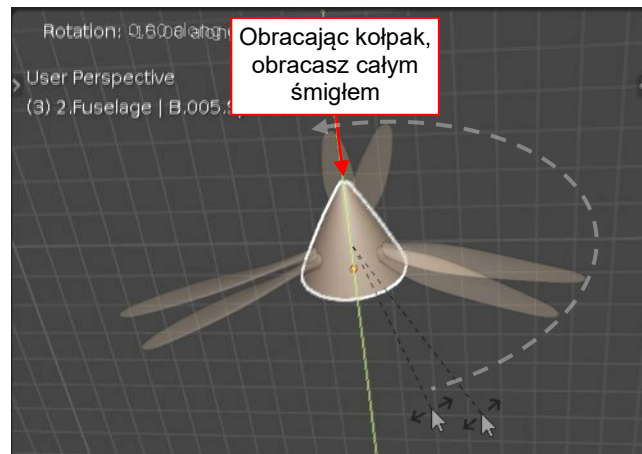 Rotation:
Obracając kołpak,
obracasz całym
śmigłem
User Perspective
(3) 2.Fuselage | B.005.